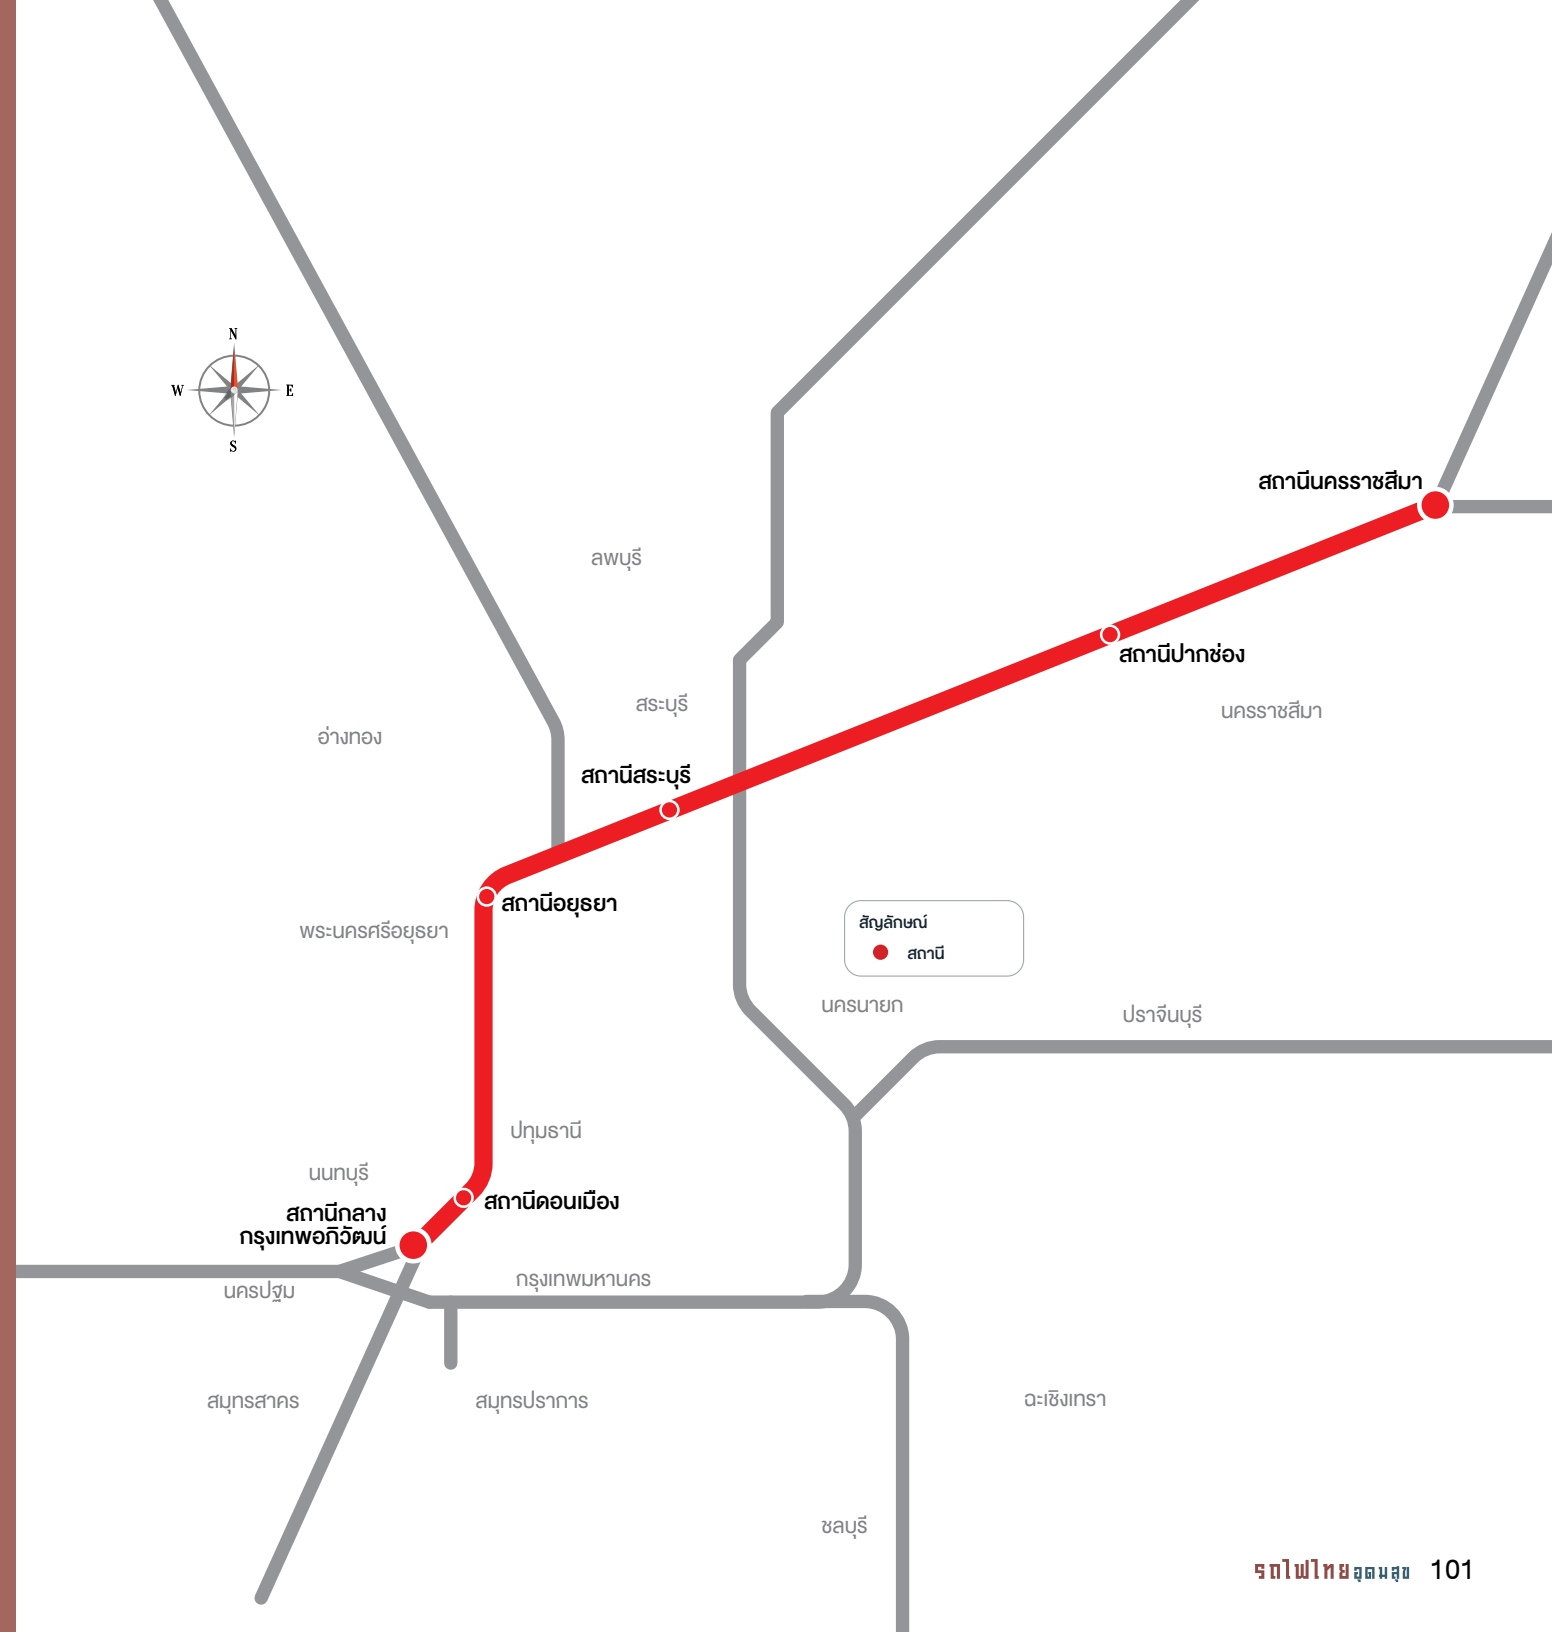 N
W
E
S
สถานีนครราชสีมา
ลพบุรี
สถานีปากช่อง
สระบุรี
นครราชสีมา
อ่างทอง
สถานีสระบุรี
สถานีอยุธยา
พระนครศรีอยุธยา
สัญลักษณ์
สถานี
นครนายก
ปราจีนบุรี
ปทุมธานี
นนทบุรี
สถานีดอนเมือง
สถานีกลาง
กรุงเทพอภิวัฒน์
กรุงเทพมหานคร
นครปฐม
สมุทรสาคร
สมุทรปราการ
ฉะเชิงเทรา
ชลบุรี
รถไฟไทยอุดมสุข 101